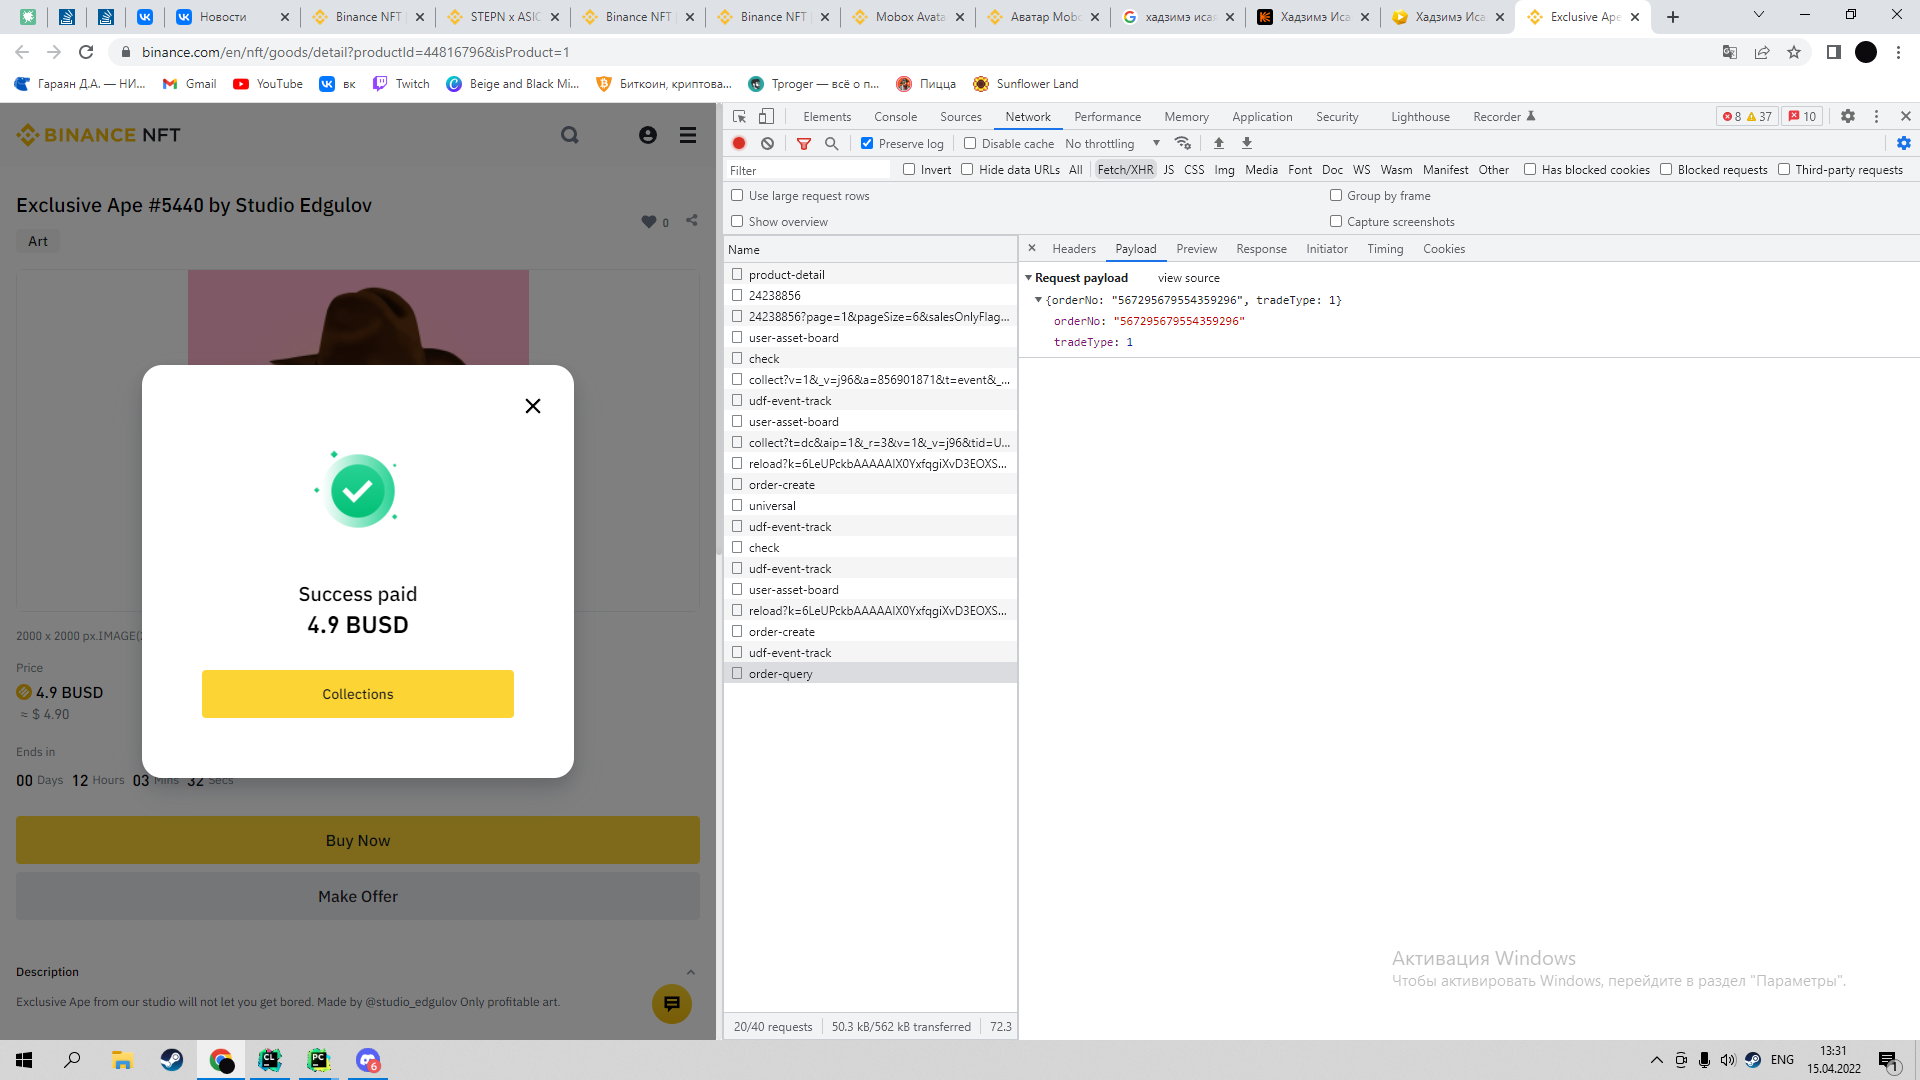 Новости
Binance NFT |
STEPN x ASIC
Binance NFT |
Binance NFT |
Mobox Avata
Аватар Mobo
хадзимэ иса
Хадзимэ Иса
Хадзимэ Иса
Exclusive Ape
binance.com/en/nft/goods/detail?productId=44816796&isProduct=1
Гараян Д.А. — НИ...
Gmail
YouTube
вк
Twitch
Beige and Black Mi...
Биткоин, криптова...
Tproger — всё о п...
Пицца
Sunflower Land
BINANCE NFT
Exclusive Ape #5440 by Studio Edgulov
0
Art
Success paid
4.9 BUSD
Collections
2000 x 2000 px.IMAGE(
Price
4.9 BUSD
≈ $ 4.90
Ends in
00 Days 12 Hours 03 Mins 32 Secs
Buy Now
Make Offer
Description
Exclusive Ape from our studio will not let you get bored. Made by @studio_edgulov Only profitable art.
Elements Console Sources Network Performance Memory Application Security Lighthouse Recorder 8 37 10
Preserve log Disable cache No throttling
Filter Invert Hide data URLs All Fetch/XHR JS CSS Img Media Font Doc WS Wasm Manifest Other Has blocked cookies Blocked requests Third-party requests
Use large request rows Group by frame
Show overview Capture screenshots
Name
product-detail
24238856
24238856?page=1&pageSize=6&salesOnlyFlag...
user-asset-board
check
collect?v=1&_v=j96&a=856901871&t=event&_...
udf-event-track
user-asset-board
collect?t=dc&aip=1&_r=3&v=1&_v=j96&tid=U...
reload?k=6LeUPckbAAAAAIX0YxfqgiXvD3EOXS...
order-create
universal
udf-event-track
check
udf-event-track
user-asset-board
reload?k=6LeUPckbAAAAAIX0YxfqgiXvD3EOXS...
order-create
udf-event-track
order-query
20/40 requests 50.3 kB/562 kB transferred 72.3
Headers Payload Preview Response Initiator Timing Cookies
Request payload view source
{orderNo: "567295679554359296", tradeType: 1}
orderNo: "567295679554359296"
tradeType: 1
Активация Windows
Чтобы активировать Windows, перейдите в раздел "Параметры".
CL
PC
6
ENG
13:31
15.04.2022
1